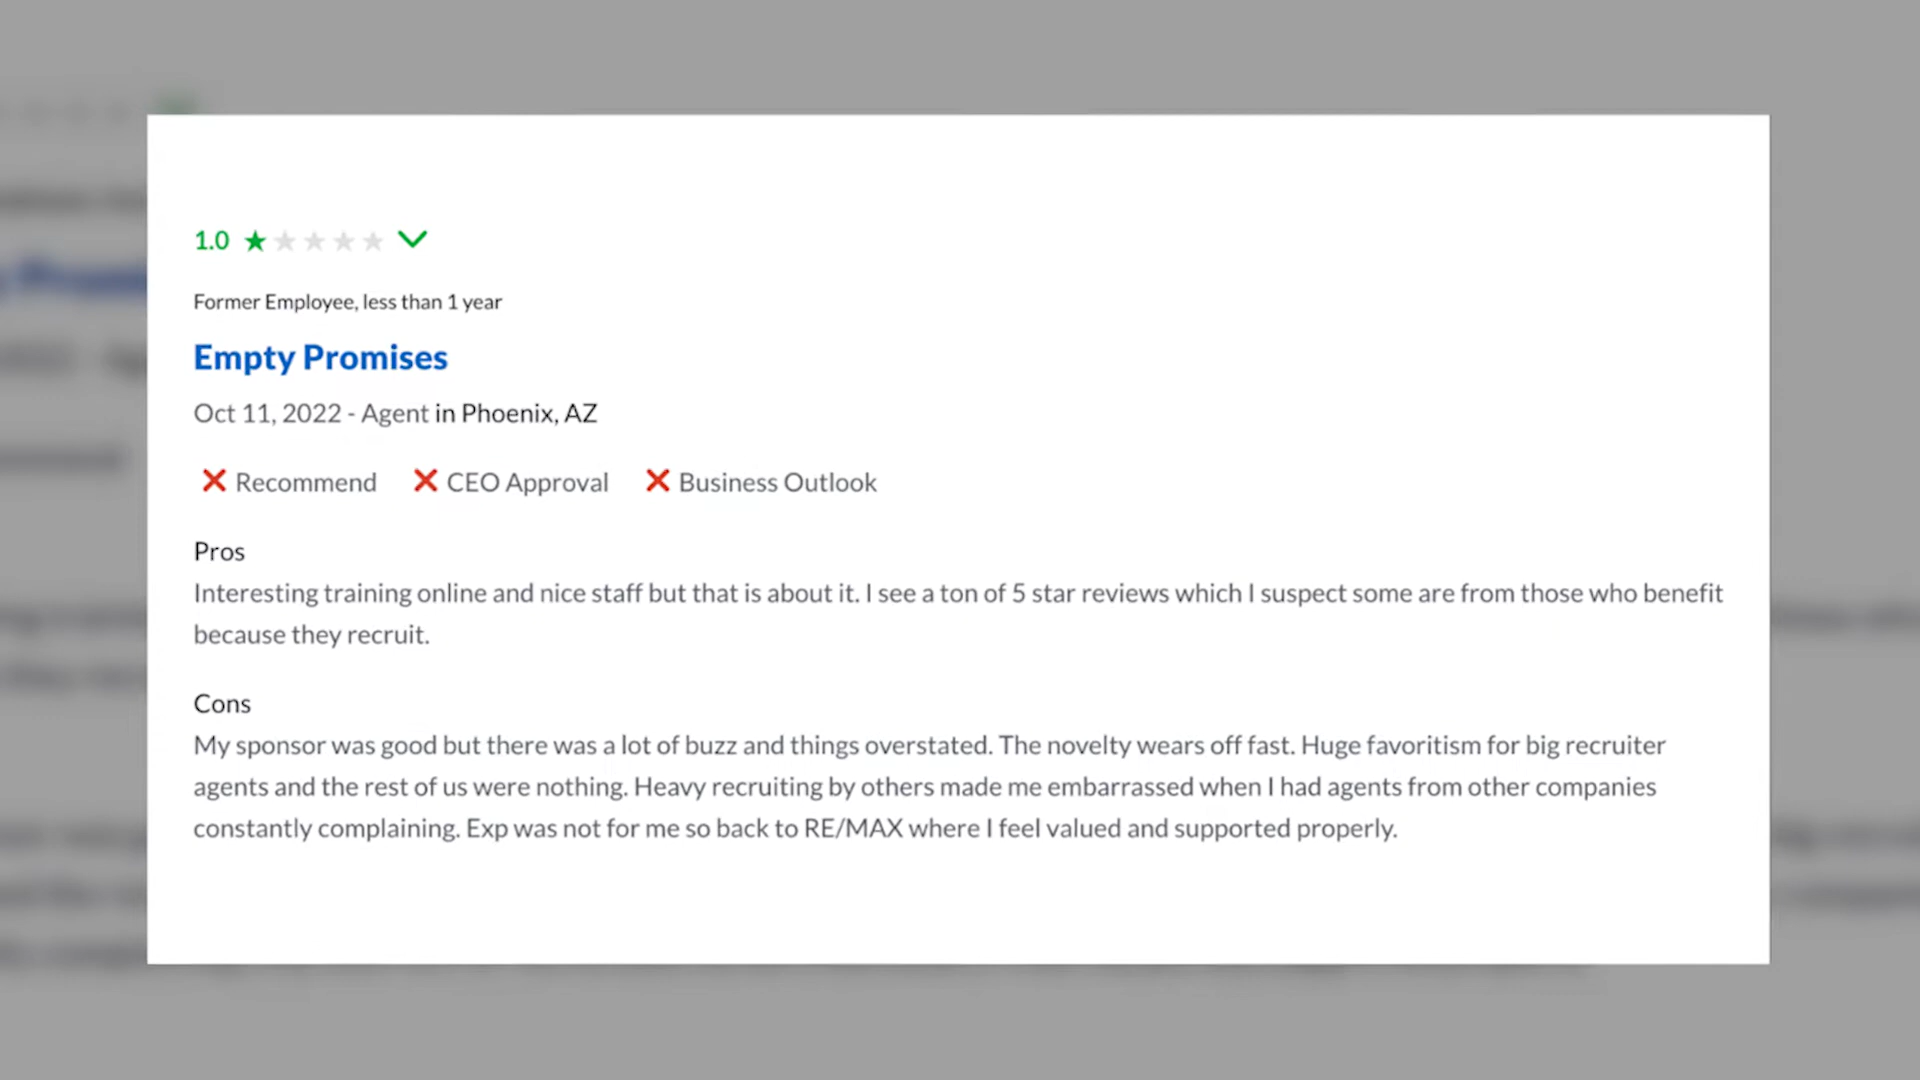 1.0
Former Employee, less than 1 year
Empty Promises
Oct 11, 2022 - Agent in Phoenix, AZ
Recommend CEO Approval Business Outlook
Pros
Interesting training online and nice staff but that is about it. I see a ton of 5 star reviews which I suspect some are from those who benefit
because they recruit.
Cons
My sponsor was good but there was a lot of buzz and things overstated. The novelty wears off fast. Huge favoritism for big recruiter
agents and the rest of us were nothing. Heavy recruiting by others made me embarrassed when I had agents from other companies
constantly complaining. Exp was not for me so back to RE/MAX where I feel valued and supported properly.